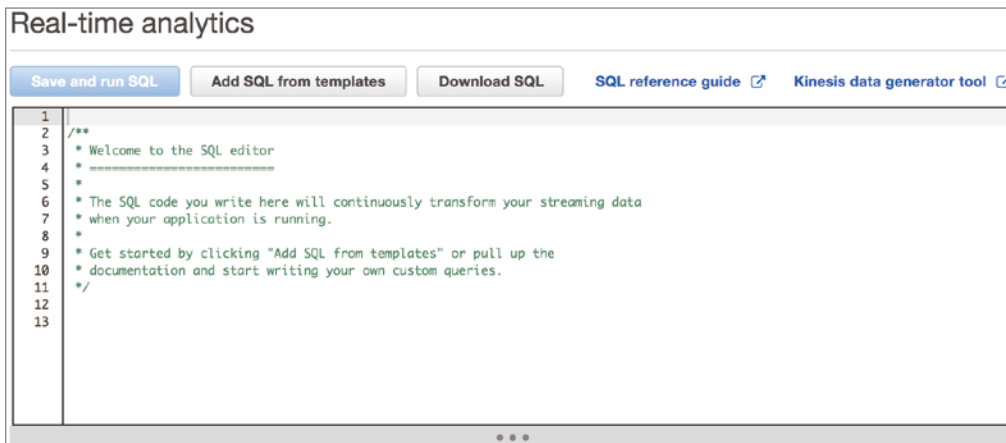 Real-time analytics
Save and run SQL Add SQL from templates Download SQL SQL reference guide Kinesis data generator tool
1
2 /**
3 * Welcome to the SQL editor
4 * =========================
5 *
6 * The SQL code you write here will continuously transform your streaming data
7 * when your application is running.
8 *
9 * Get started by clicking "Add SQL from templates" or pull up the
10 * documentation and start writing your own custom queries.
11 */
12
13